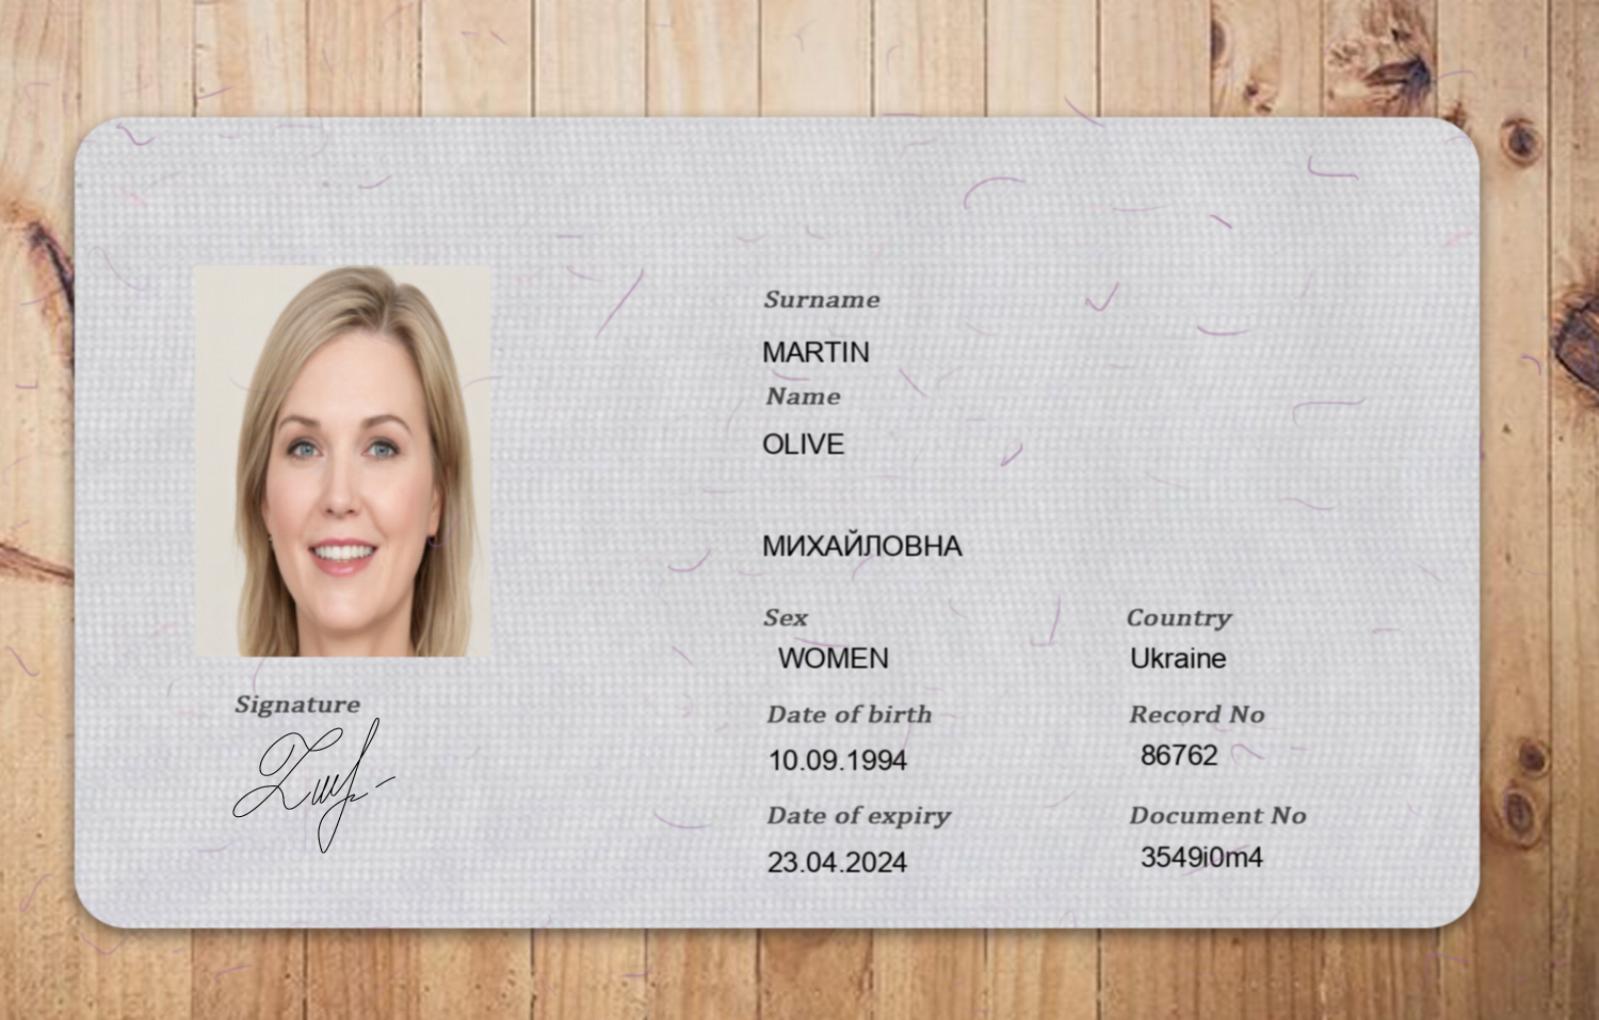 Surname
MARTIN
Name
OLIVE
МИХАЙЛОВНА
Sex
WOMEN
Country
Ukraine
Date of birth
10.09.1994
Record No
86762
Date of expiry
23.04.2024
Document No
3549i0m4
Signature